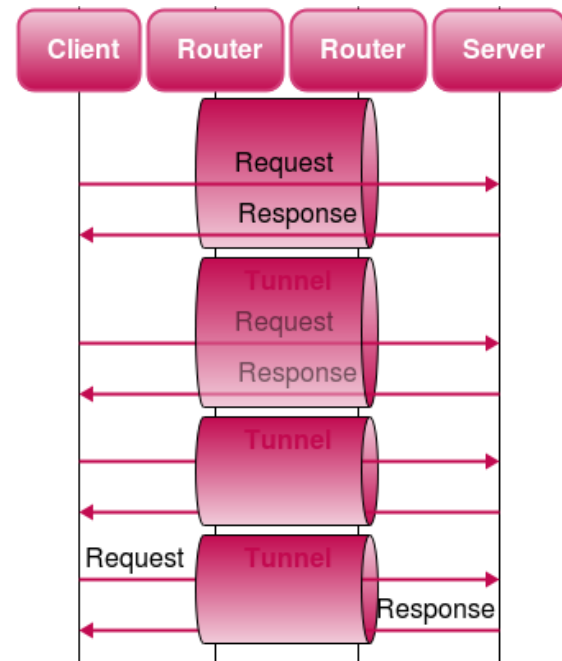 Client Router Router Server
Request
Response
Tunnel
Request
Response
Tunnel
Tunnel
Request
Response